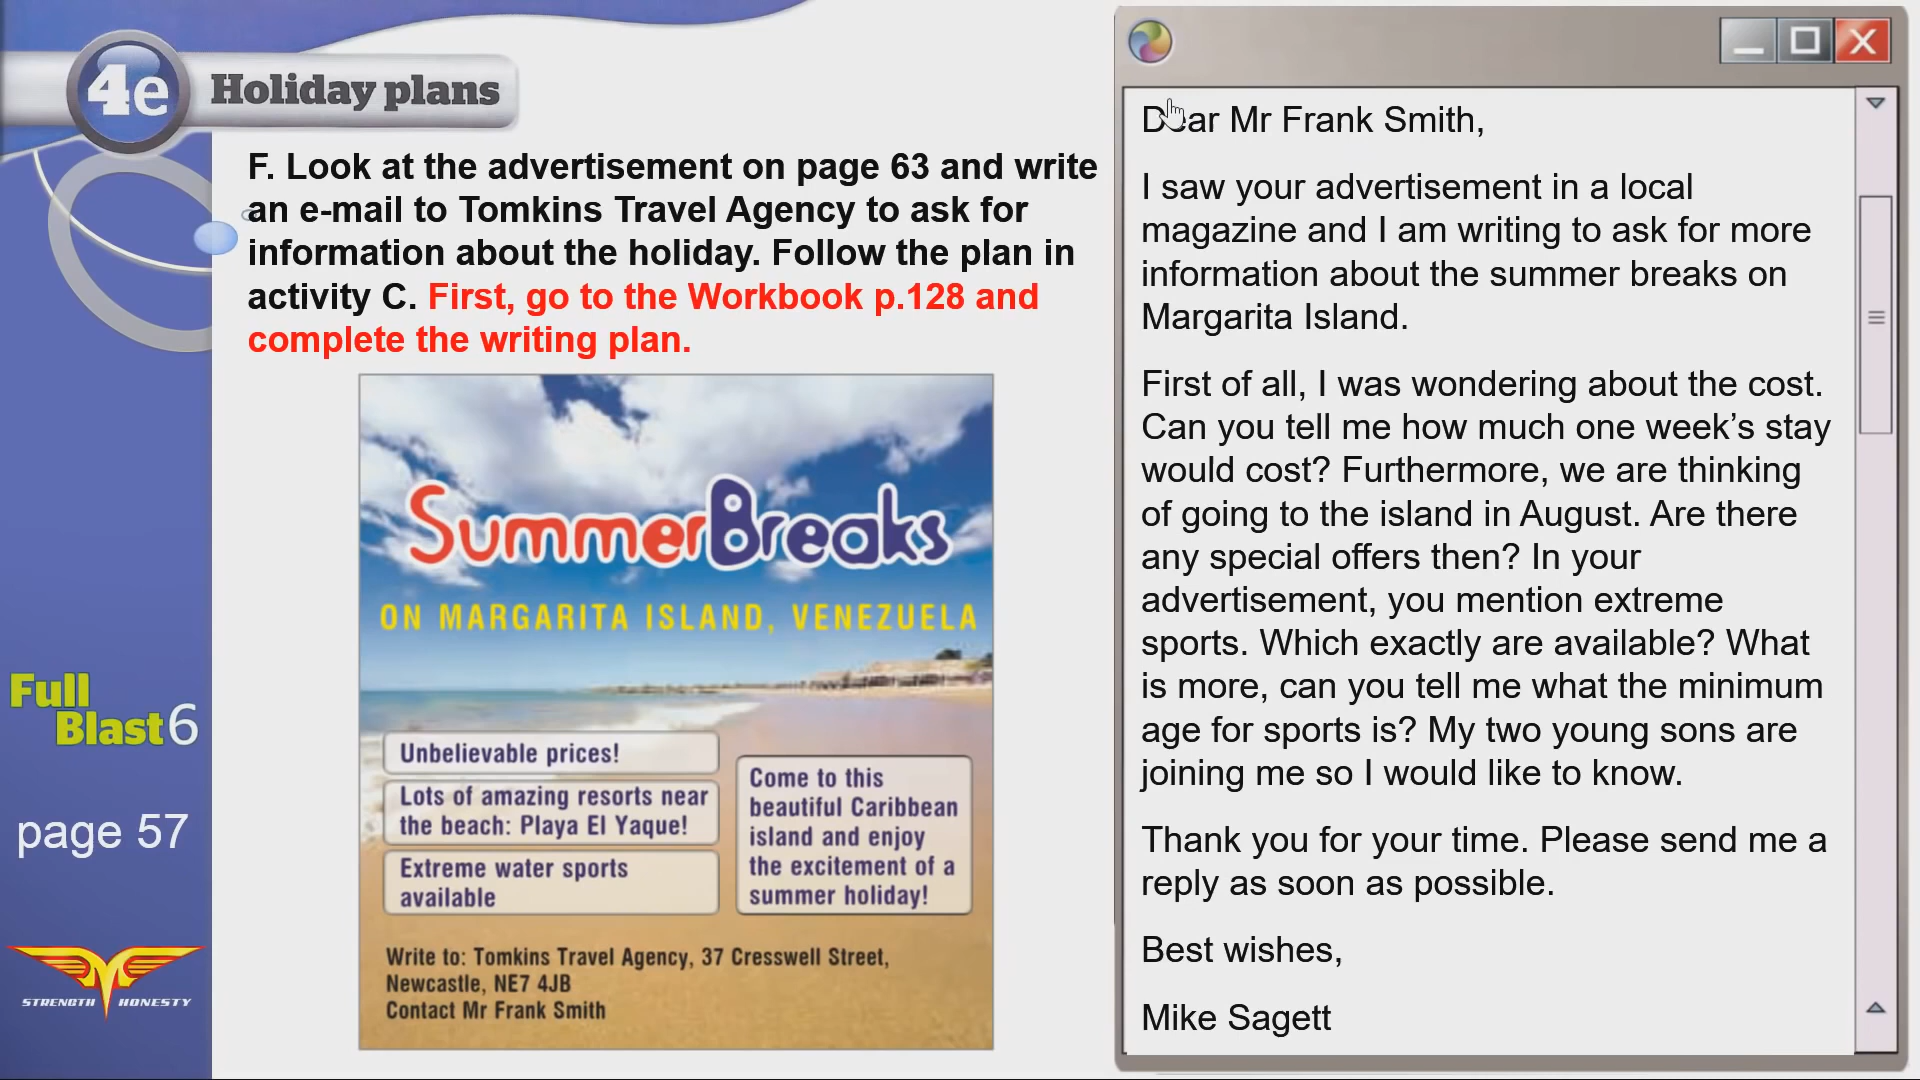 4e Holiday plans
F. Look at the advertisement on page 63 and write
an e-mail to Tomkins Travel Agency to ask for
information about the holiday. Follow the plan in
activity C. First, go to the Workbook p.128 and
complete the writing plan.
SummerBreaks
ON MARGARITA ISLAND, VENEZUELA
Unbelievable prices!
Lots of amazing resorts near
the beach: Playa El Yaque!
Extreme water sports
available
Come to this
beautiful Caribbean
island and enjoy
the excitement of a
summer holiday!
Write to: Tomkins Travel Agency, 37 Cresswell Street,
Newcastle, NE7 4JB
Contact Mr Frank Smith
Full
Blast 6
page 57
STRENGTH HONESTY
Dear Mr Frank Smith,
I saw your advertisement in a local
magazine and I am writing to ask for more
information about the summer breaks on
Margarita Island.
First of all, I was wondering about the cost.
Can you tell me how much one week’s stay
would cost? Furthermore, we are thinking
of going to the island in August. Are there
any special offers then? In your
advertisement, you mention extreme
sports. Which exactly are available? What
is more, can you tell me what the minimum
age for sports is? My two young sons are
joining me so I would like to know.
Thank you for your time. Please send me a
reply as soon as possible.
Best wishes,
Mike Sagett